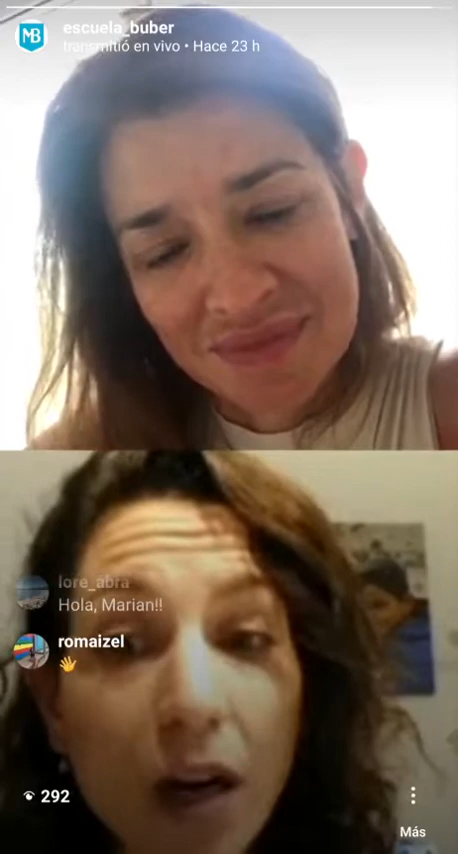 MB
escuela_buber
transmitió en vivo • Hace 23 h
lore_abra
Hola, Marian!!
romaizel
👋
292
Más